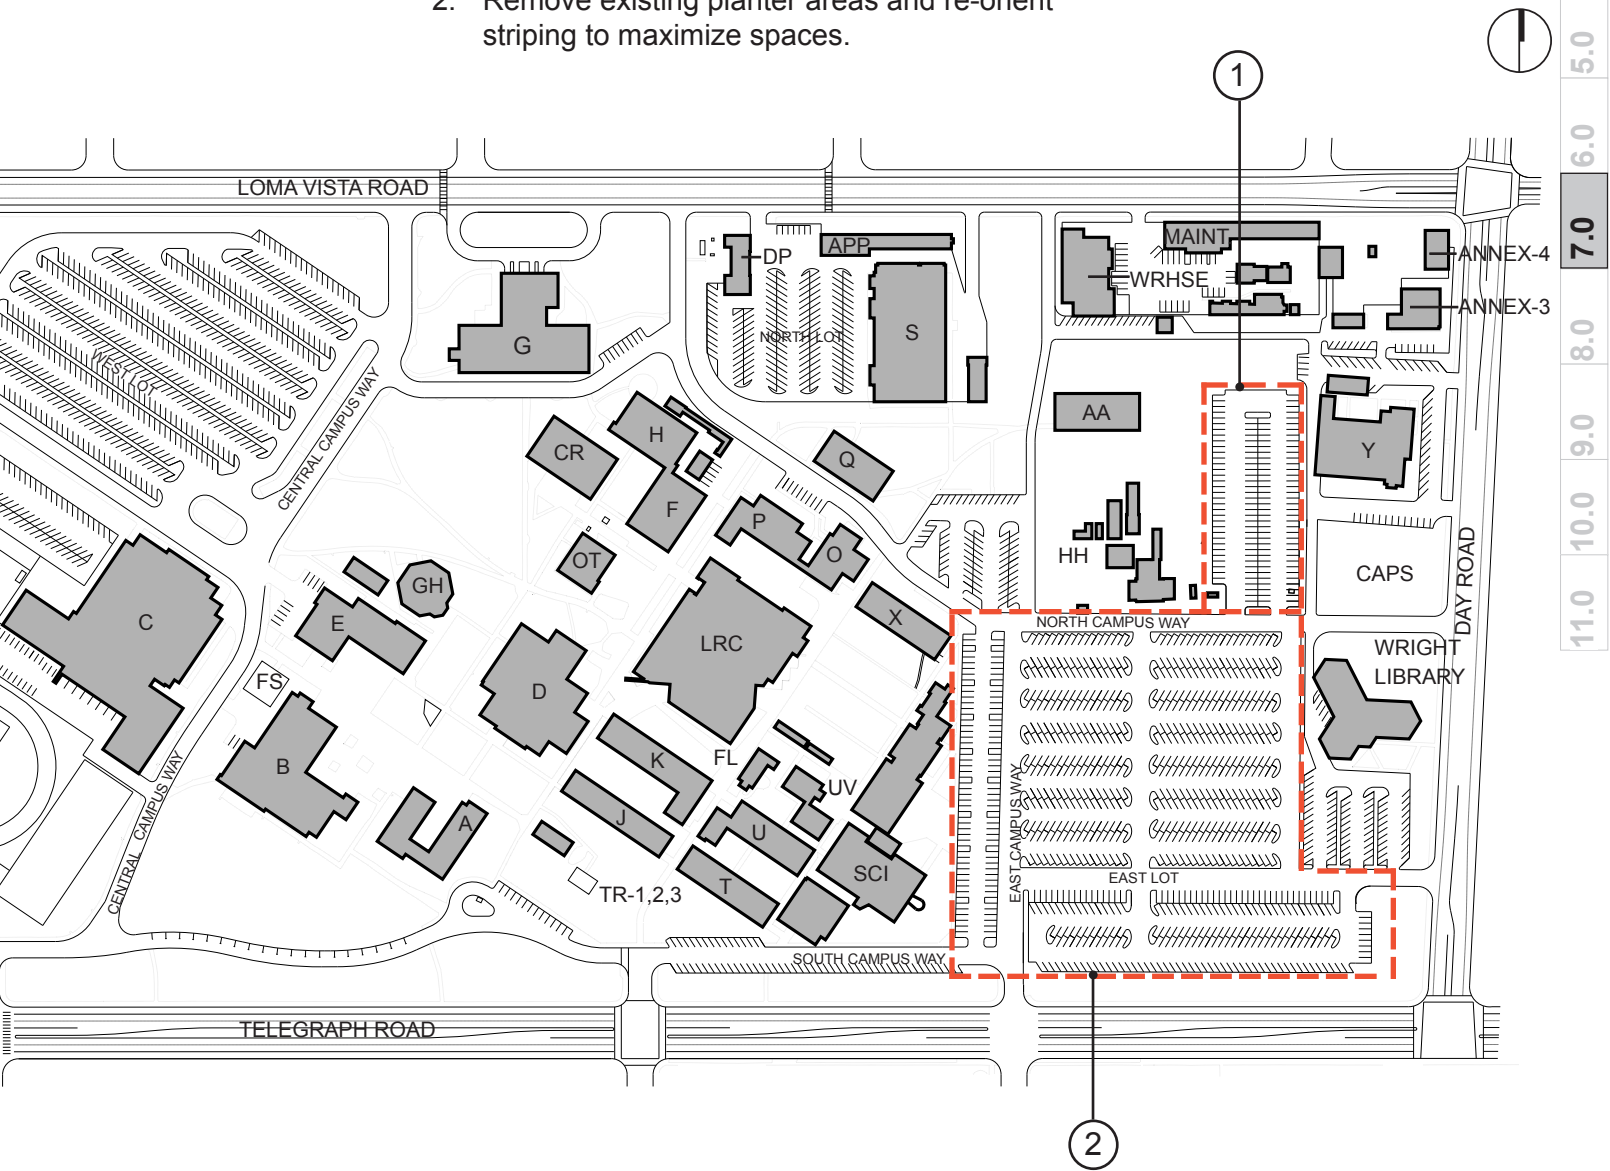 2. Remove existing planter areas and re-orient
striping to maximize spaces.
1
5.0
6.0
7.0
8.0
9.0
10.0
11.0
LOMA VISTA ROAD
MAINT
APP
DP
ANNEX-4
WRHSE
ANNEX-3
NORTH LOT
S
G
WEST LOT
CENTRAL CAMPUS WAY
AA
H
CR
Q
Y
F
P
O
HH
OT
CAPS
DAY ROAD
GH
X
C
E
NORTH CAMPUS WAY
LRC
WRIGHT
LIBRARY
FS
D
FL
K
B
UV
CENTRAL CAMPUS WAY
EAST CAMPUS WAY
J
A
U
SCI
EAST LOT
T
TR-1,2,3
SOUTH CAMPUS WAY
TELEGRAPH ROAD
2